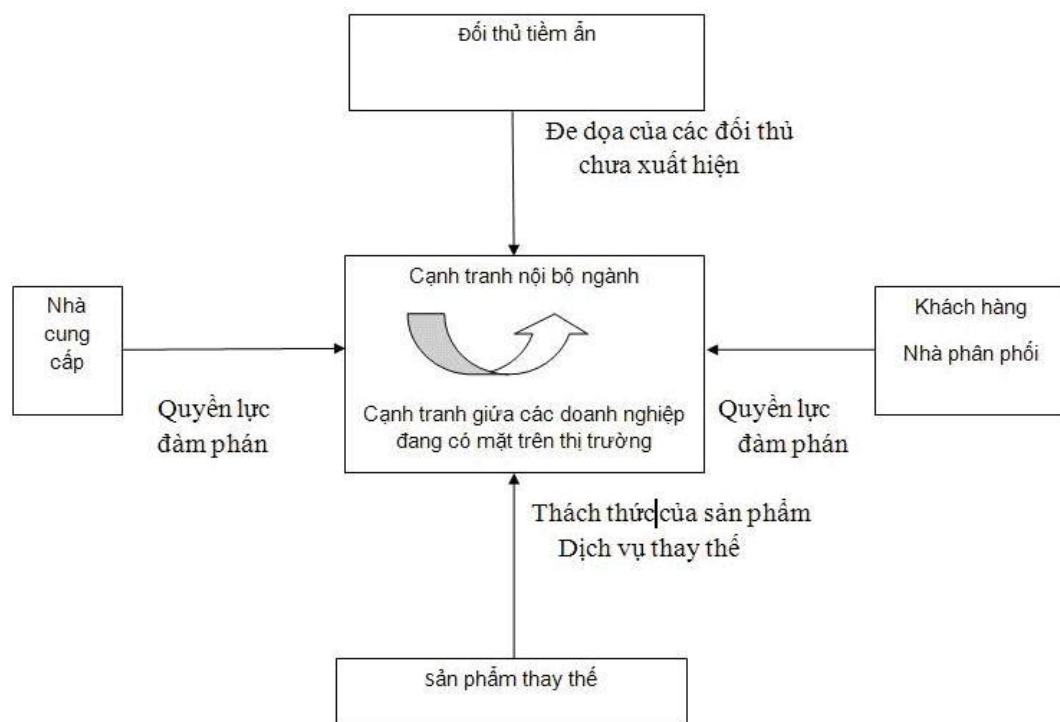 Đối thủ tiềm ẩn
Đe dọa của các đối thủ
chưa xuất hiện
Cạnh tranh nội bộ ngành
Nhà
cung
cấp
Khách hàng
Nhà phân phối
Quyền lực
đàm phán
Cạnh tranh giữa các doanh nghiệp
đang có mặt trên thị trường
Quyền lực
đàm phán
Thách thức của sản phẩm
Dịch vụ thay thế
Sản phẩm thay thế